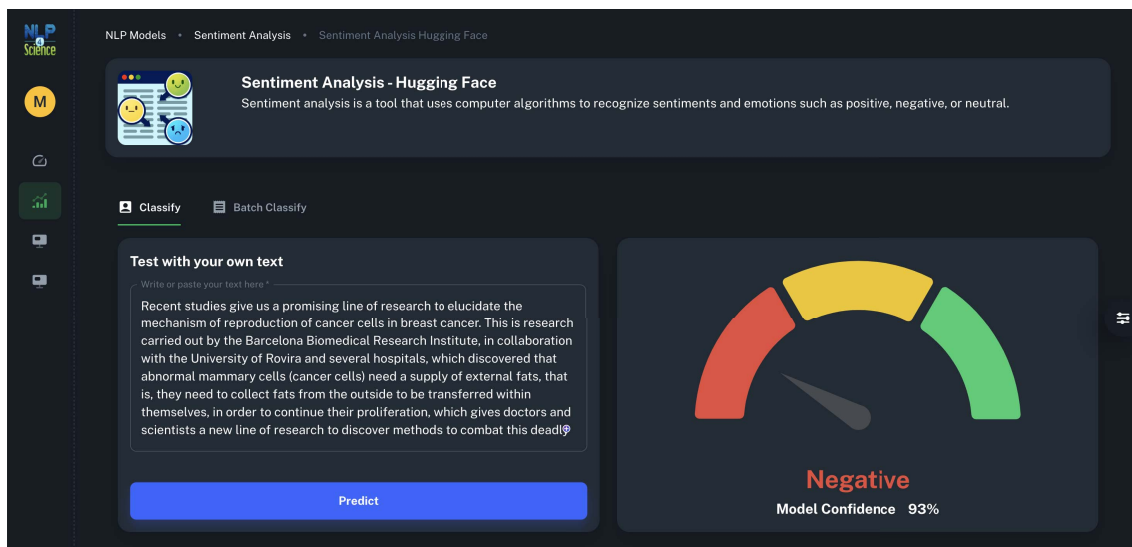 NLP
4
Science
NLP Models • Sentiment Analysis • Sentiment Analysis Hugging Face
M
Sentiment Analysis - Hugging Face
Sentiment analysis is a tool that uses computer algorithms to recognize sentiments and emotions such as positive, negative, or neutral.
Classify
Batch Classify
Test with your own text
Write or paste your text here *
Recent studies give us a promising line of research to elucidate the
mechanism of reproduction of cancer cells in breast cancer. This is research
carried out by the Barcelona Biomedical Research Institute, in collaboration
with the University of Rovira and several hospitals, which discovered that
abnormal mammary cells (cancer cells) need a supply of external fats, that
is, they need to collect fats from the outside to be transferred within
themselves, in order to continue their proliferation, which gives doctors and
scientists a new line of research to discover methods to combat this deadly
Predict
Negative
Model Confidence 93%